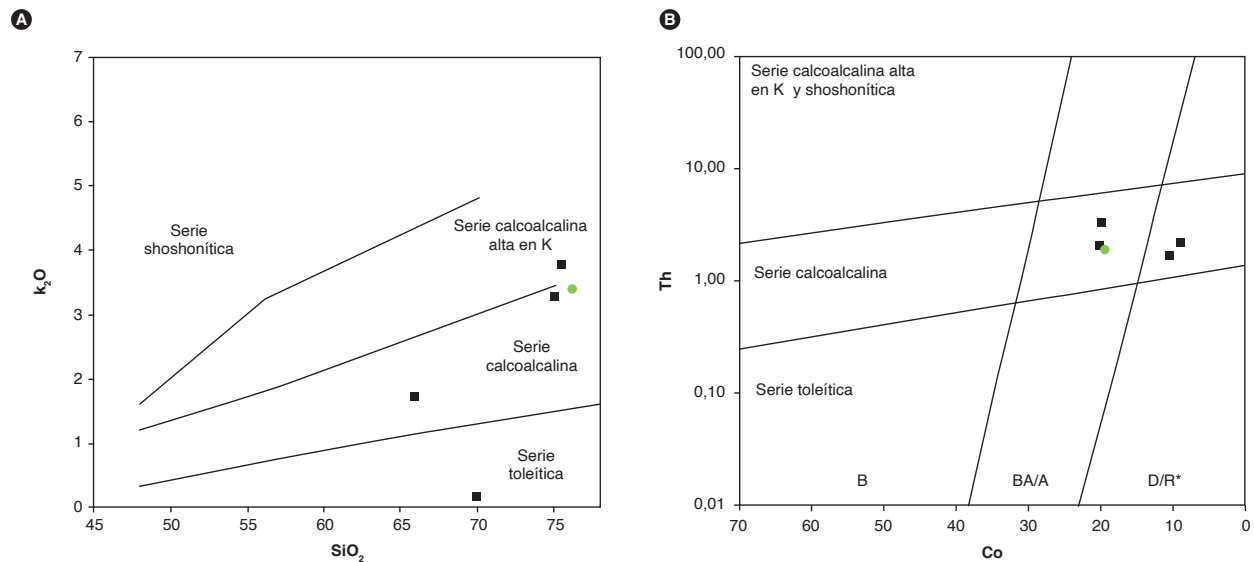 A
7
6
5
4
3
2
1
0
k₂O
45
50
55
60
65
70
75
SiO₂
Serie
shoshonítica
Serie calcoalcalina
alta en K
Serie
calcoalcalina
Serie
toleítica
B
100,00
10,00
1,00
0,10
0,01
Th
70
60
50
40
30
20
10
0
Co
Serie calcoalcalina alta
en K y shoshonítica
Serie calcoalcalina
Serie toleítica
B
BA/A
D/R*